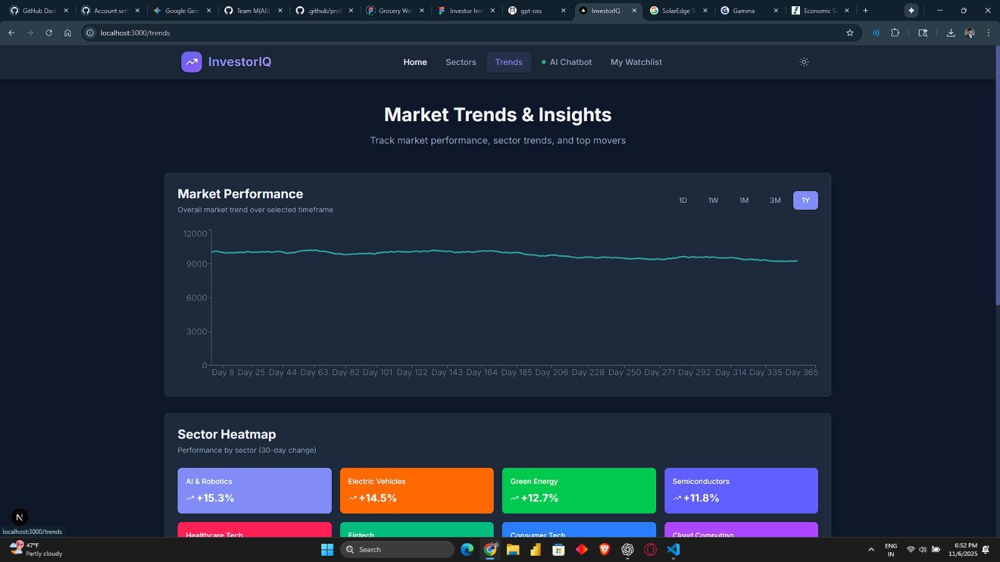 GitHub Das
Account set
Google Gem
Team M(AI)L
.github/prof
Grocery Wel
Investor Inte
gpt-oss
InvestorIQ -
SolarEdge T
Gamma
Economic Sc
localhost:3000/trends
InvestorIQ
Home
Sectors
Trends
AI Chatbot
My Watchlist
Market Trends & Insights
Track market performance, sector trends, and top movers
Market Performance
Overall market trend over selected timeframe
1D 1W 1M 3M 1Y
12000
9000
6000
3000
0
Day 8 Day 25 Day 44 Day 63 Day 82 Day 101 Day 122 Day 143 Day 164 Day 185 Day 206 Day 228 Day 250 Day 271 Day 292 Day 314 Day 335 Day 365
Sector Heatmap
Performance by sector (30-day change)
AI & Robotics
+15.3%
Electric Vehicles
+14.5%
Green Energy
+12.7%
Semiconductors
+11.8%
Healthcare Tech
Fintech
Consumer Tech
Cloud Computing
N
localhost:3000/trends
9+
47°F
Partly cloudy
Search
ENG
IN
6:52 PM
11/6/2025